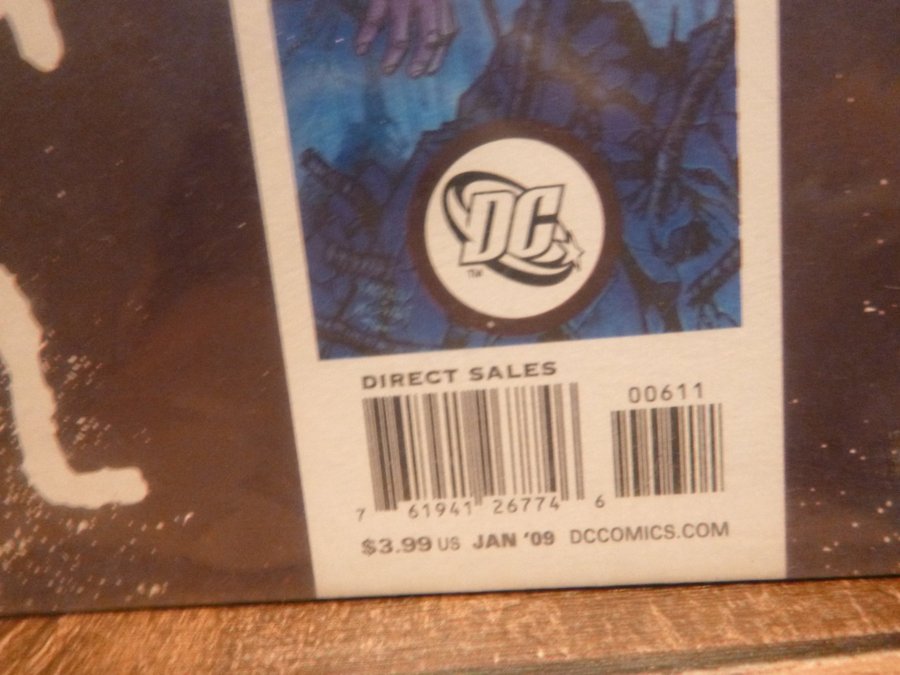 DC
TM
DIRECT SALES
00611
7 61941 26774 6
$3.99 US JAN '09 DCCOMICS.COM